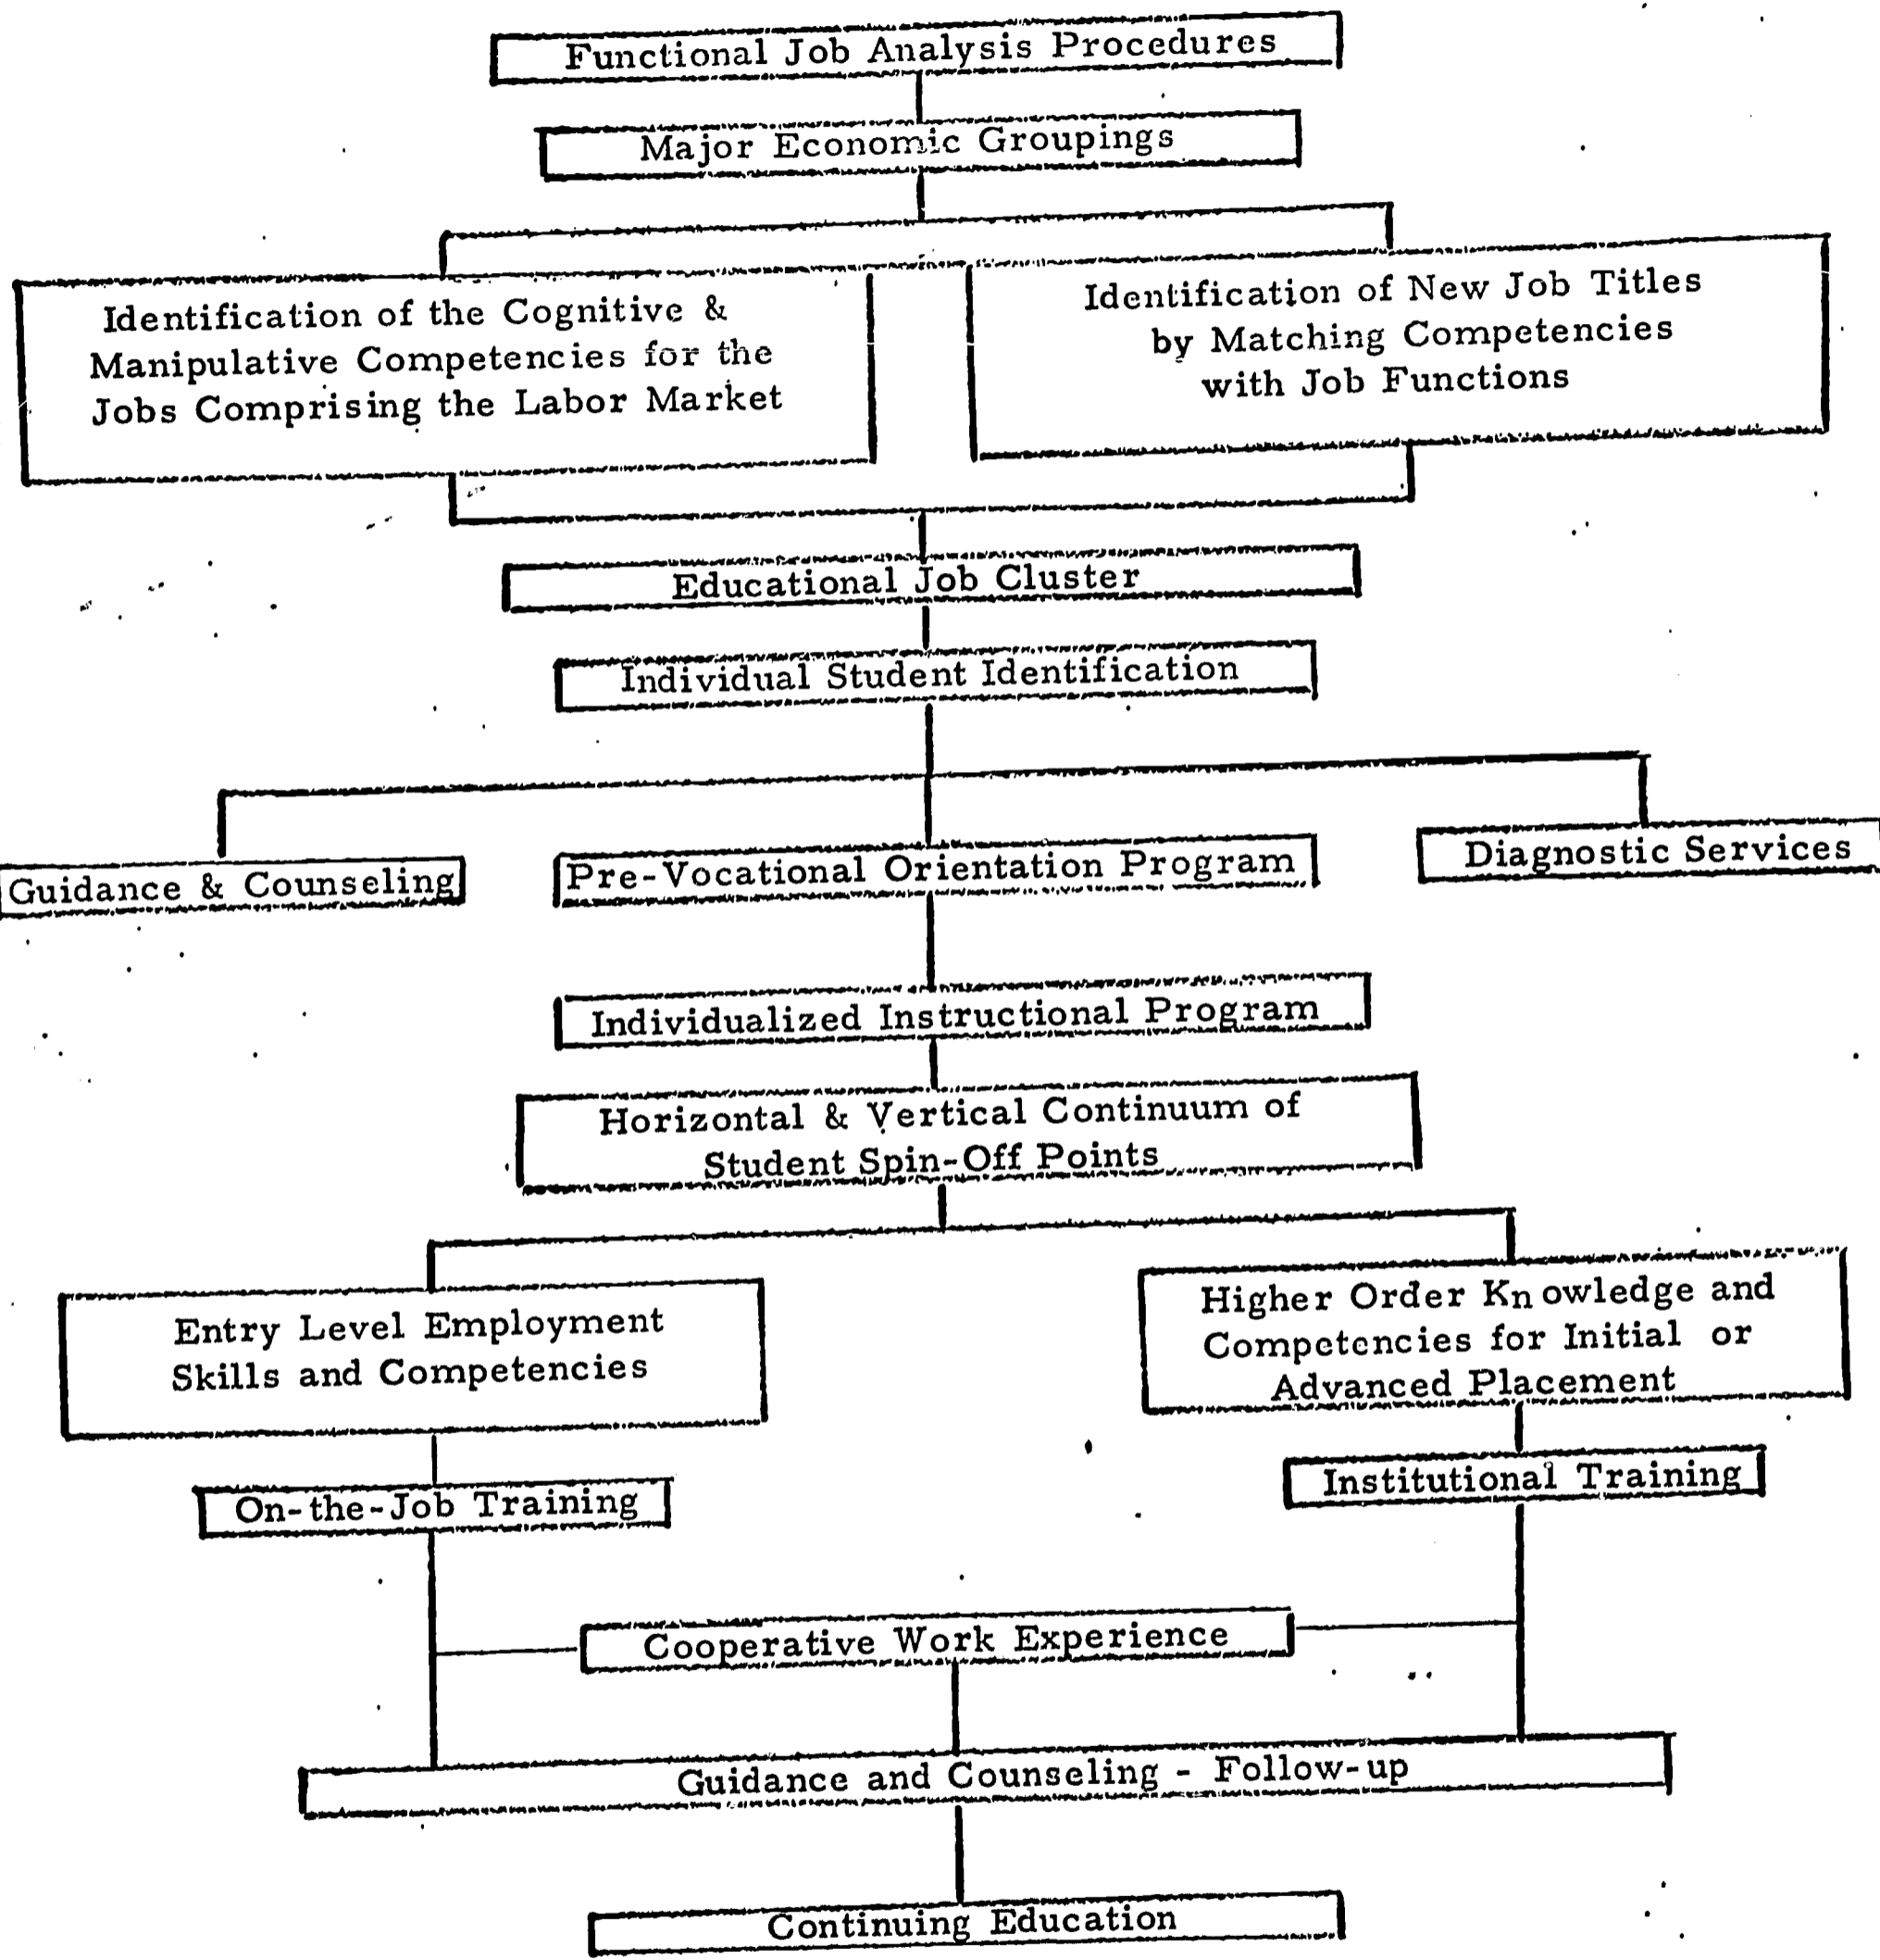 Functional Job Analysis Procedures
Major Economic Groupings
Identification of the Cognitive &
Manipulative Competencies for the
Jobs Comprising the Labor Market
Identification of New Job Titles
by Matching Competencies
with Job Functions
Educational Job Cluster
Individual Student Identification
Guidance & Counseling
Pre-Vocational Orientation Program
Diagnostic Services
Individualized Instructional Program
Horizontal & Vertical Continuum of
Student Spin-Off Points
Entry Level Employment
Skills and Competencies
Higher Order Knowledge and
Competencies for Initial or
Advanced Placement
On-the-Job Training
Institutional Training
Cooperative Work Experience
Guidance and Counseling - Follow-up
Continuing Education